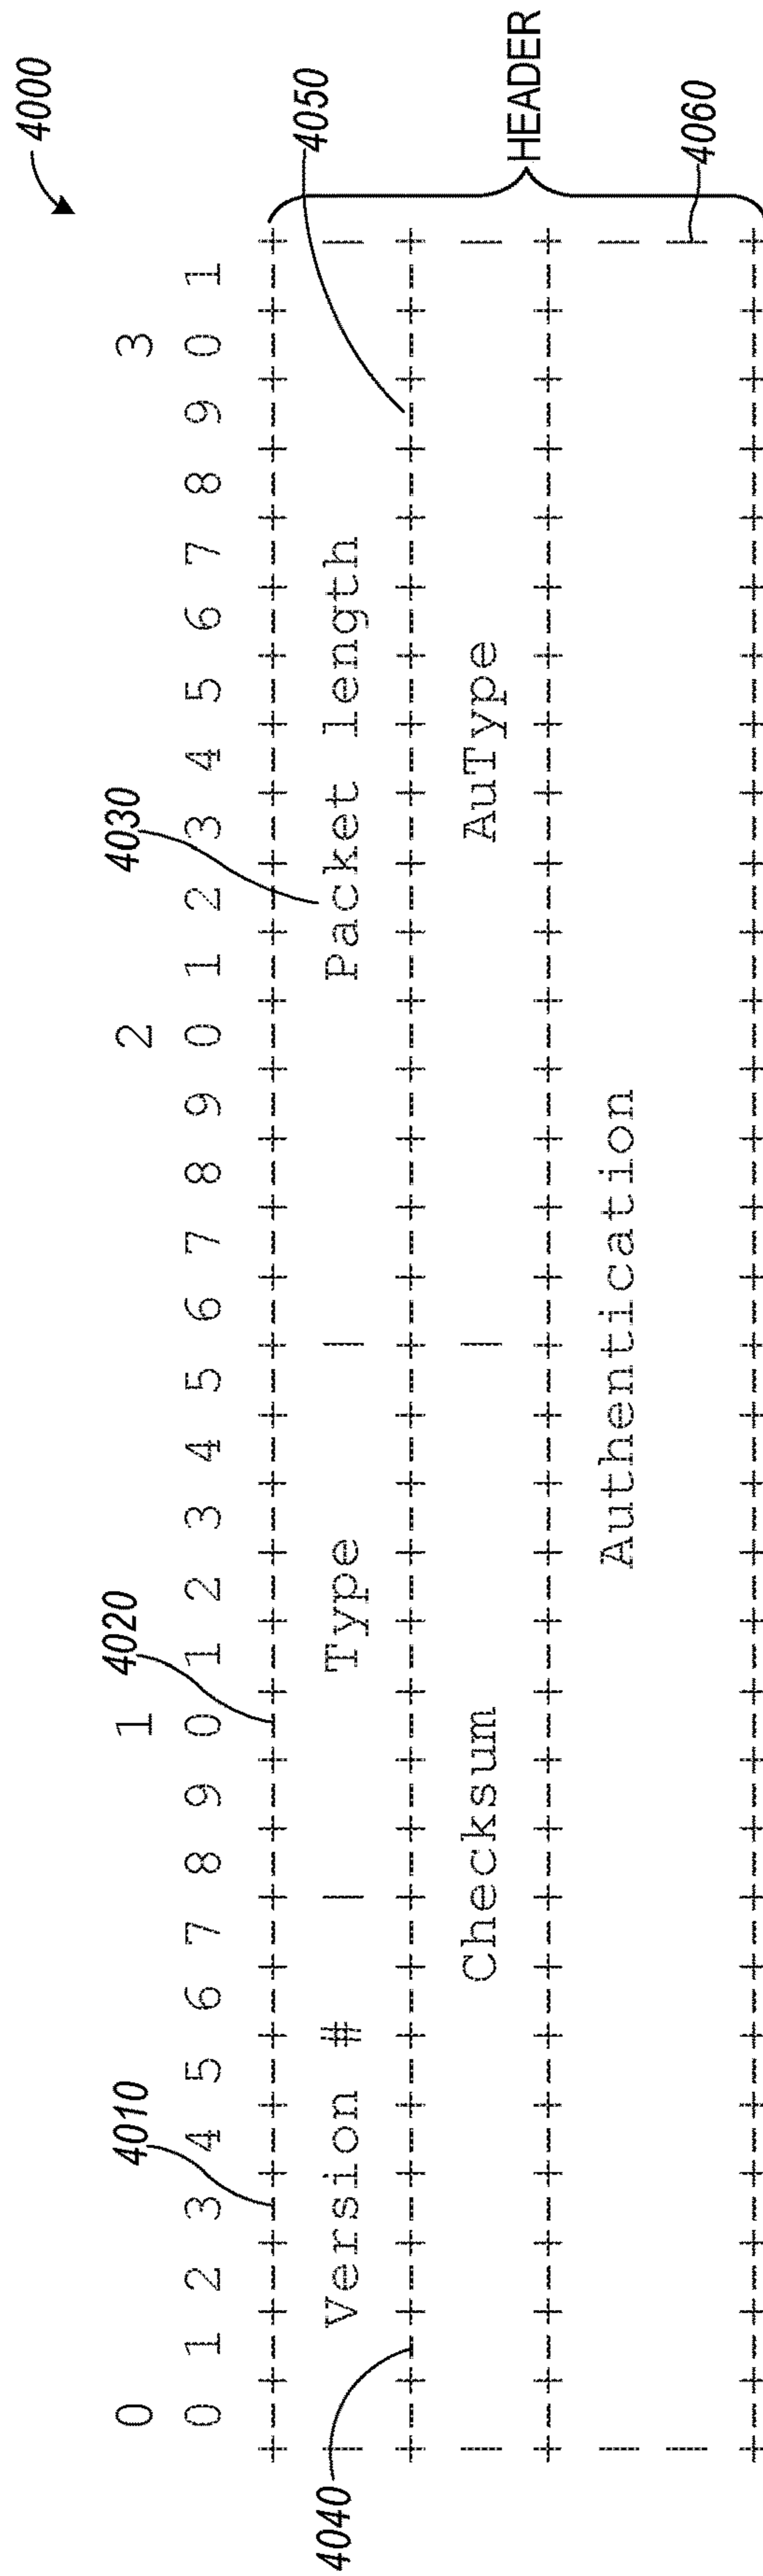 4000
0 1 2 3
4010 4020 4030
0 1 2 3 4 5 6 7 8 9 0 1 2 3 4 5 6 7 8 9 0 1 2 3 4 5 6 7 8 9 0 1
+-+-+-+-+-+-+-+-+-+-+-+-+-+-+-+-+-+-+-+-+-+-+-+-+-+-+-+-+-+-+-+-+
4040 | Version # | Type | Packet length | 4050
+-+-+-+-+-+-+-+-+-+-+-+-+-+-+-+-+-+-+-+-+-+-+-+-+-+-+-+-+-+-+-+-+
| Checksum | AuType |
HEADER
+-+-+-+-+-+-+-+-+-+-+-+-+-+-+-+-+-+-+-+-+-+-+-+-+-+-+-+-+-+-+-+-+
| Authentication |
| | 4060
+-+-+-+-+-+-+-+-+-+-+-+-+-+-+-+-+-+-+-+-+-+-+-+-+-+-+-+-+-+-+-+-+